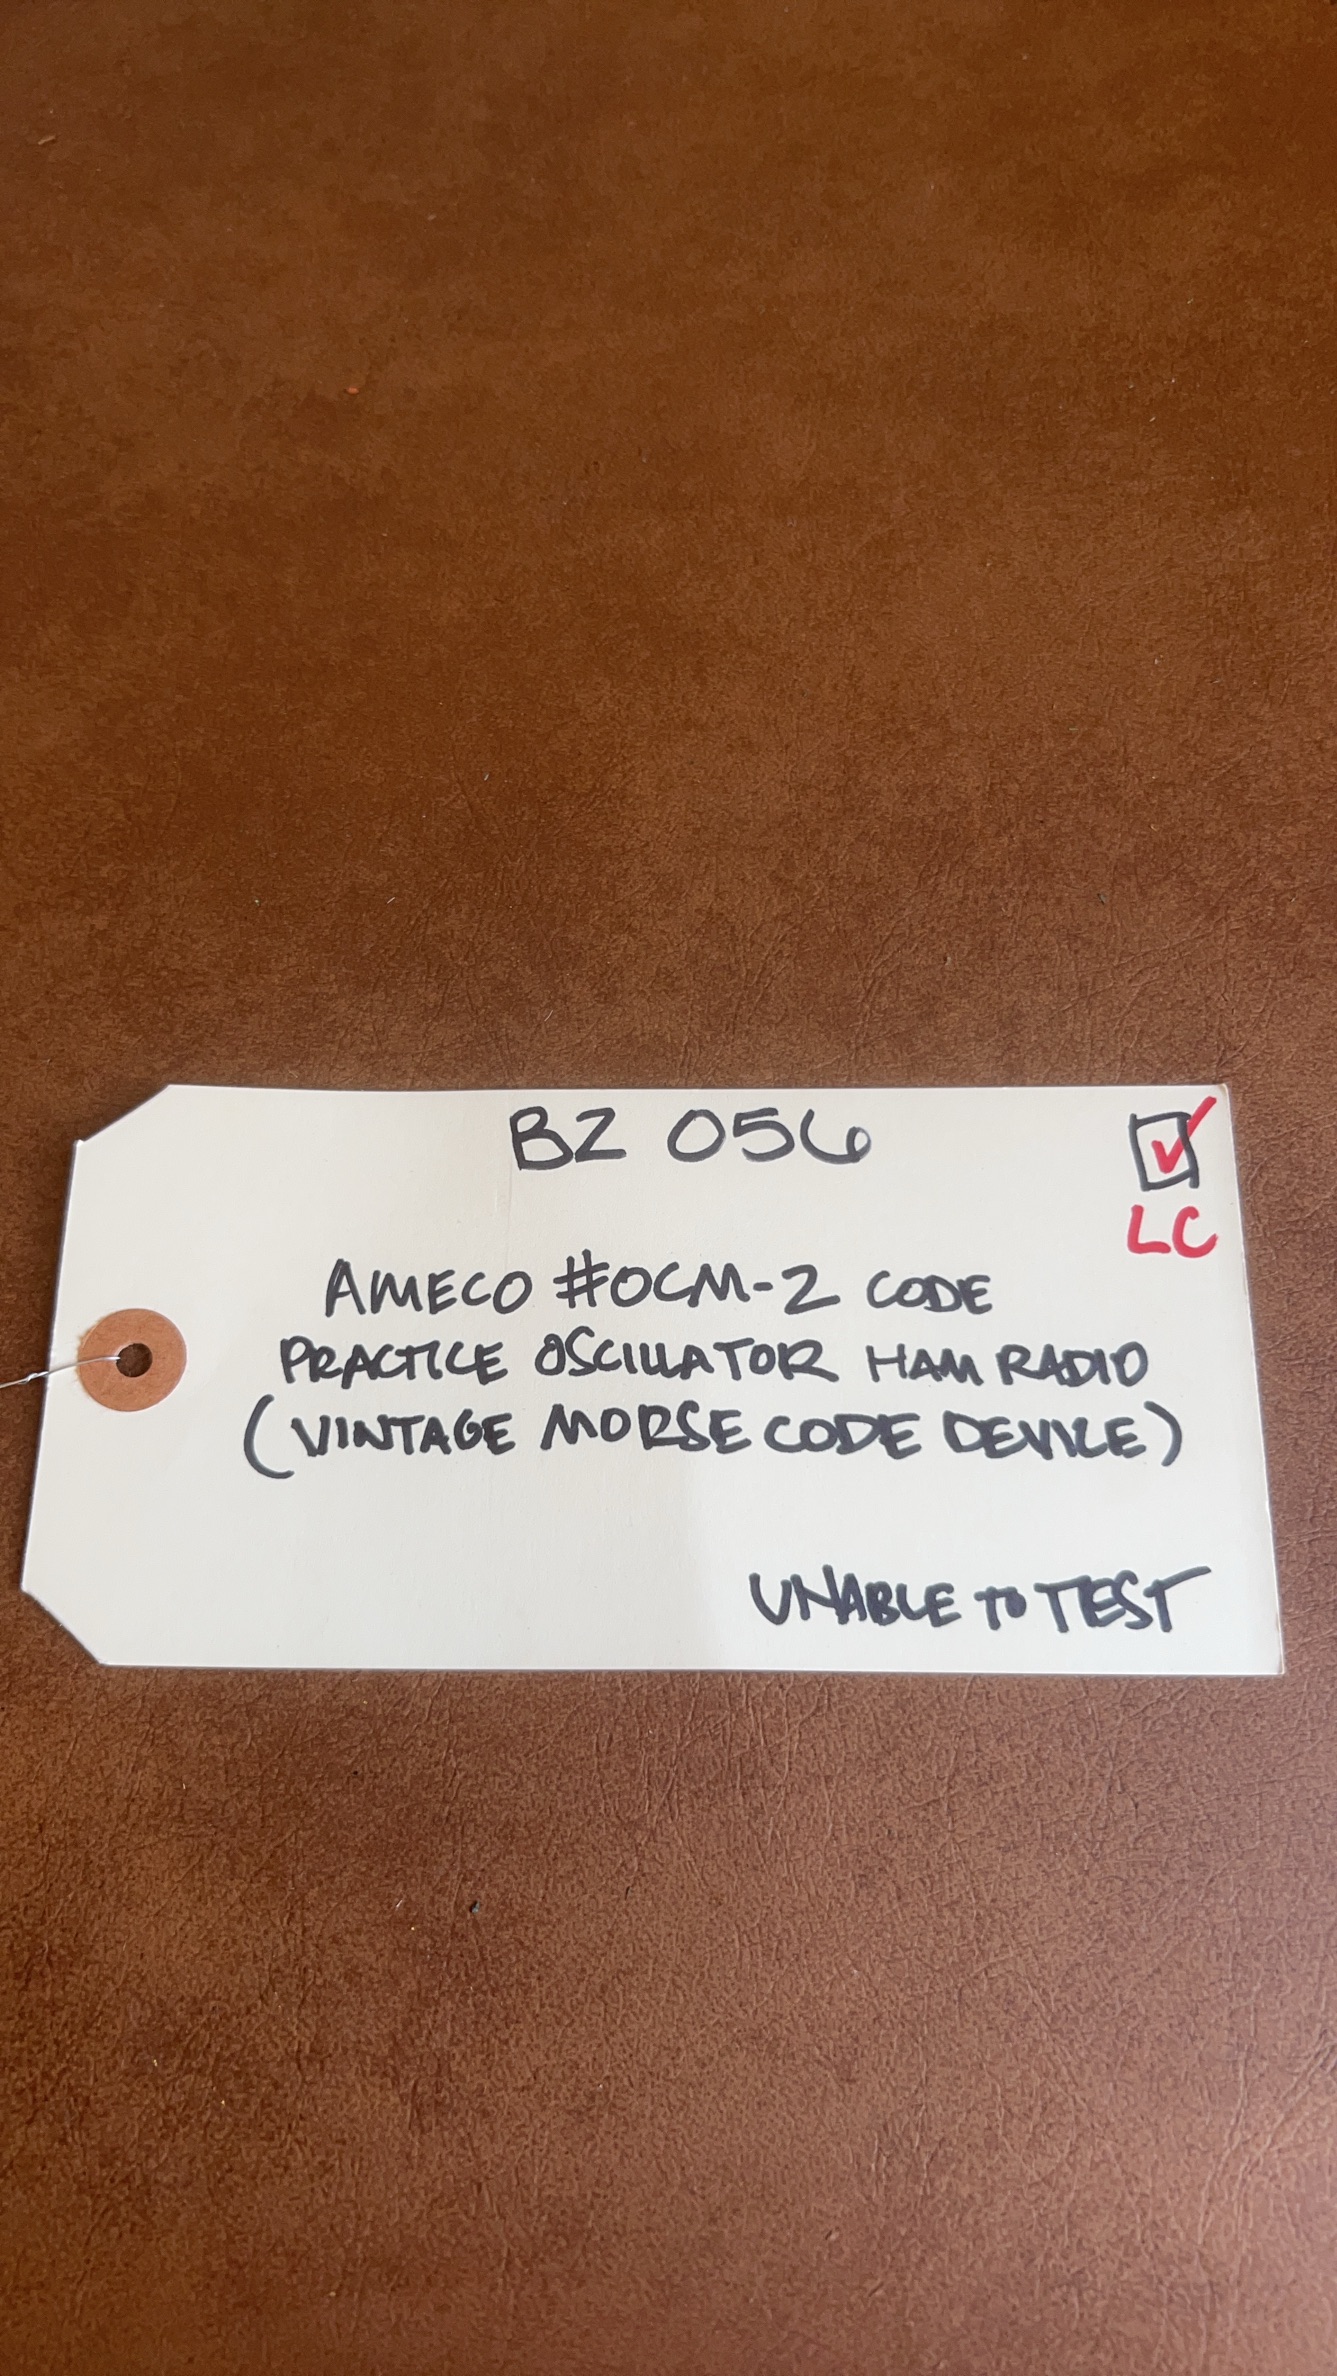 BZ 056
LC
AMECO #OCM-2 CODE
PRACTICE OSCILLATOR HAM RADIO
(VINTAGE MORSE CODE DEVICE)
UNABLE TO TEST